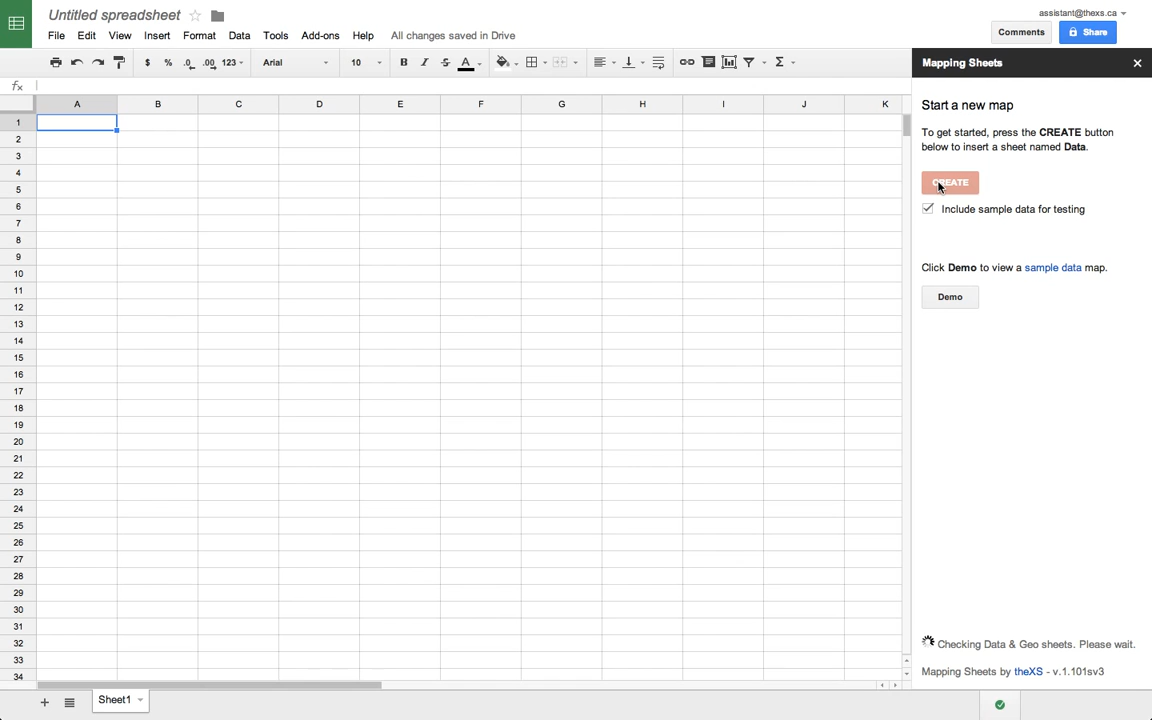 Untitled spreadsheet
assistant@thexs.ca
File Edit View Insert Format Data Tools Add-ons Help All changes saved in Drive
Comments Share
$ % .0 .00 123 Arial 10 B I S A Σ
Mapping Sheets ×
fx
A B C D E F G H I J K
Start a new map
1
To get started, press the CREATE button
2
below to insert a sheet named Data.
3
4
CREATE
5
6
Include sample data for testing
7
8
9
Click Demo to view a sample data map.
10
11
Demo
12
13
14
15
16
17
18
19
20
21
22
23
24
25
26
27
28
29
30
31
32
Checking Data & Geo sheets. Please wait.
33
Mapping Sheets by theXS - v.1.101sv3
34
+ Sheet1